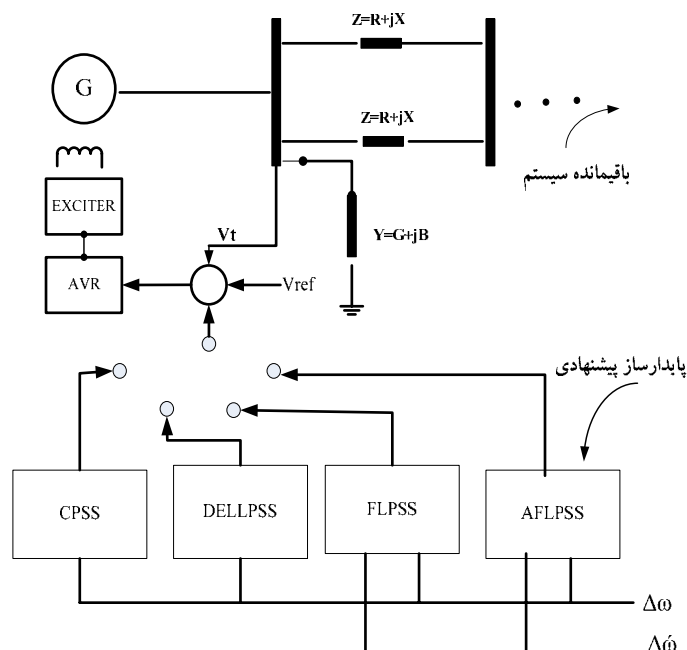 Z=R+jX
G
Z=R+jX
باقیمانده سیستم
EXCITER
Vt
Y=G+jB
AVR
Vref
پایدارساز پیشنهادی
CPSS
DELLPSS
FLPSS
AFLPSS
Δω
Δώ